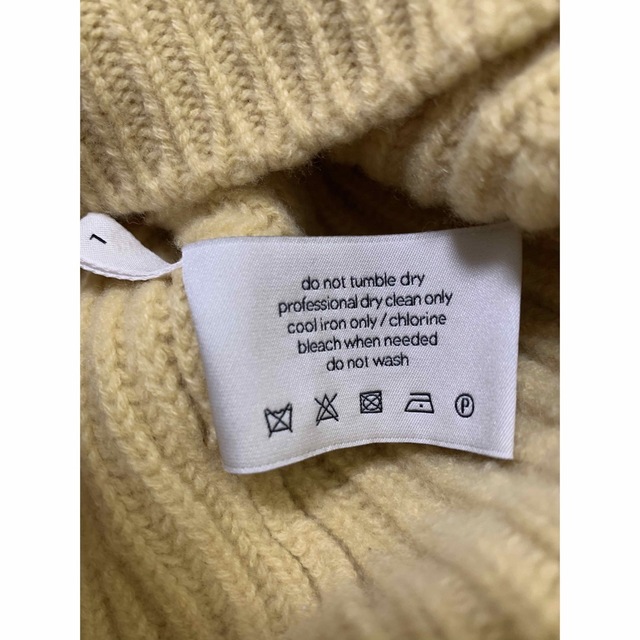 L
do not tumble dry
professional dry clean only
cool iron only / chlorine
bleach when needed
do not wash
P